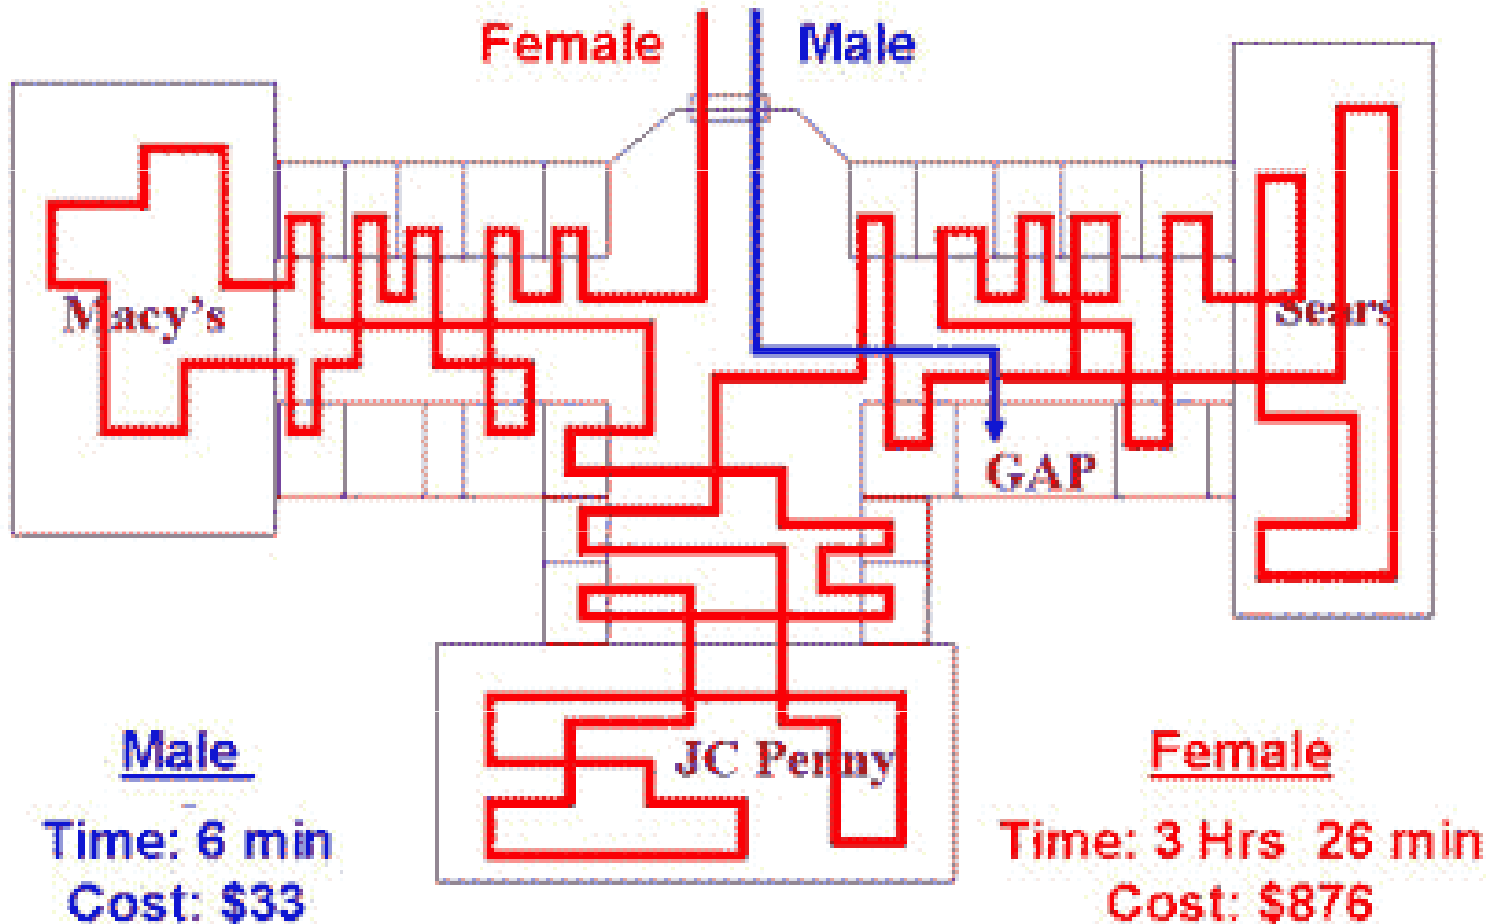 Female
Male
Macy's
Sears
GAP
JC Penny
Male
Time: 6 min
Cost: $33
Female
Time: 3 Hrs 26 min
Cost: $876